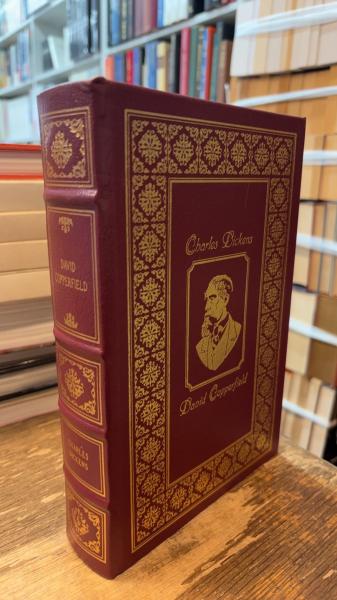 DAVID
COPPERFIELD
CHARLES
DICKENS
Charles Dickens
David Copperfield